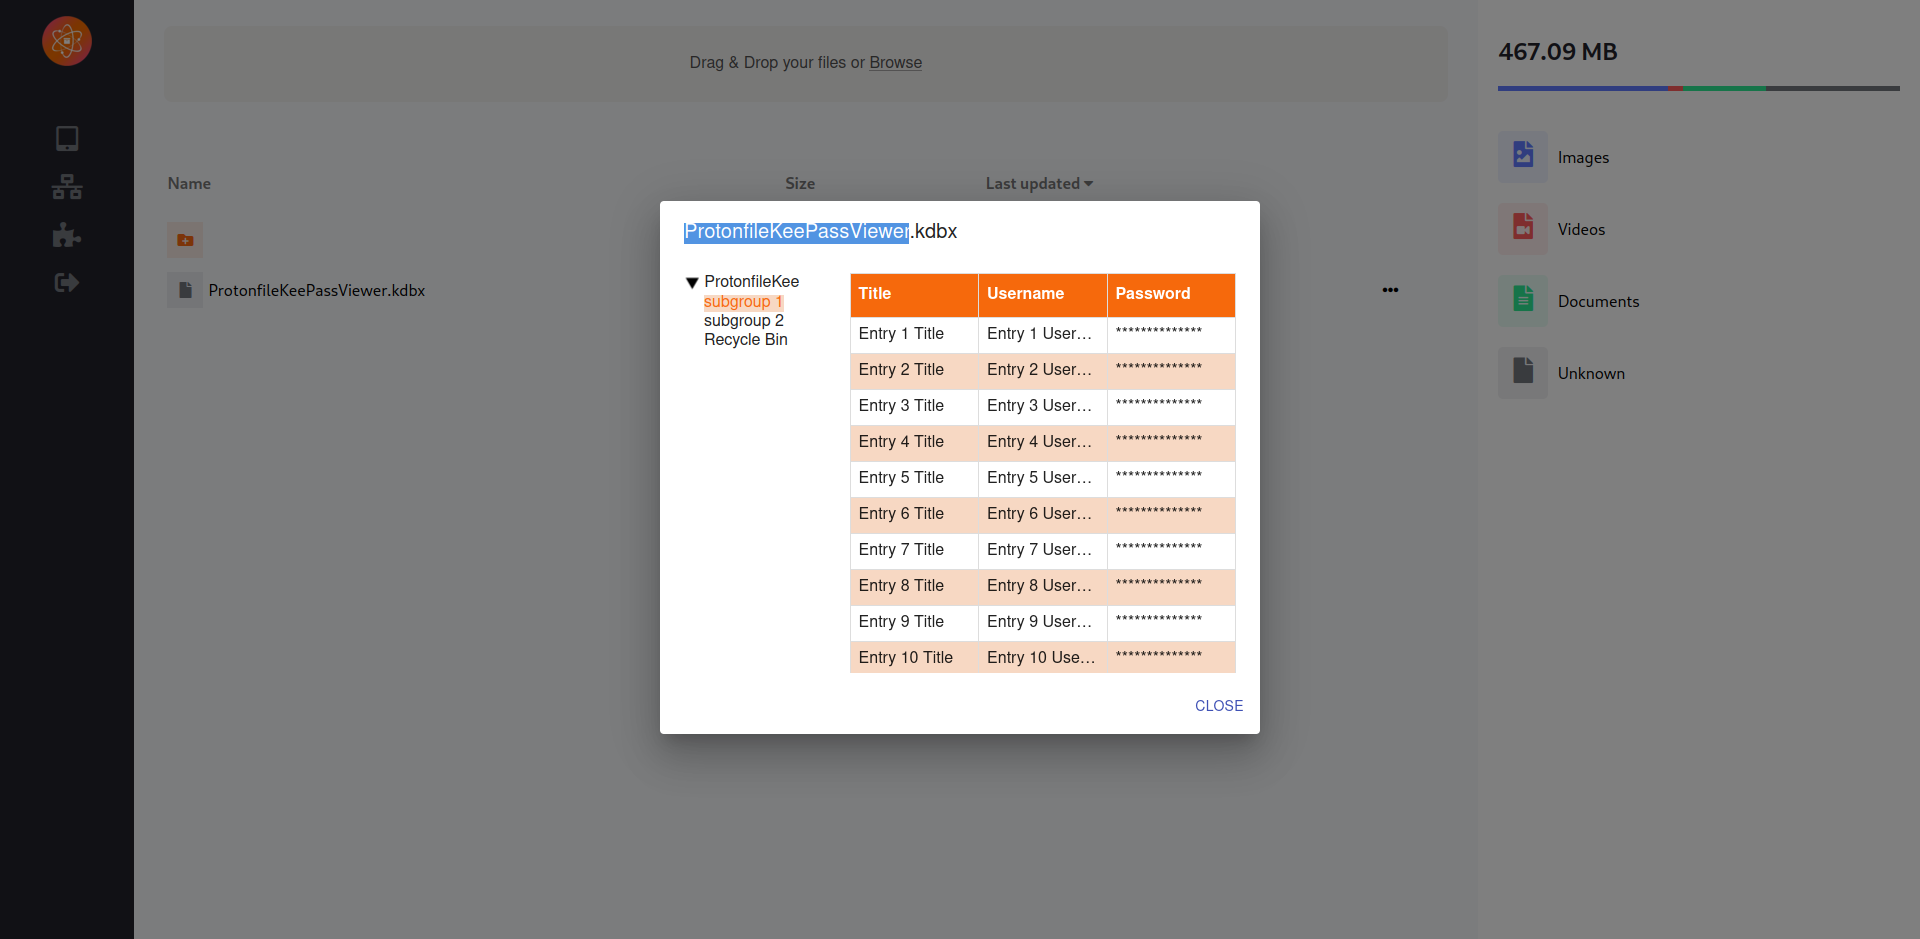 Drag & Drop your files or Browse
467.09 MB
Images
Videos
Documents
Unknown
Name Size Last updated
ProtonfileKeePassViewer.kdbx
ProtonfileKeePassViewer.kdbx
ProtonfileKee
subgroup 1
subgroup 2
Recycle Bin
Title Username Password
Entry 1 Title Entry 1 User... **************
Entry 2 Title Entry 2 User... **************
Entry 3 Title Entry 3 User... **************
Entry 4 Title Entry 4 User... **************
Entry 5 Title Entry 5 User... **************
Entry 6 Title Entry 6 User... **************
Entry 7 Title Entry 7 User... **************
Entry 8 Title Entry 8 User... **************
Entry 9 Title Entry 9 User... **************
Entry 10 Title Entry 10 Use... **************
CLOSE